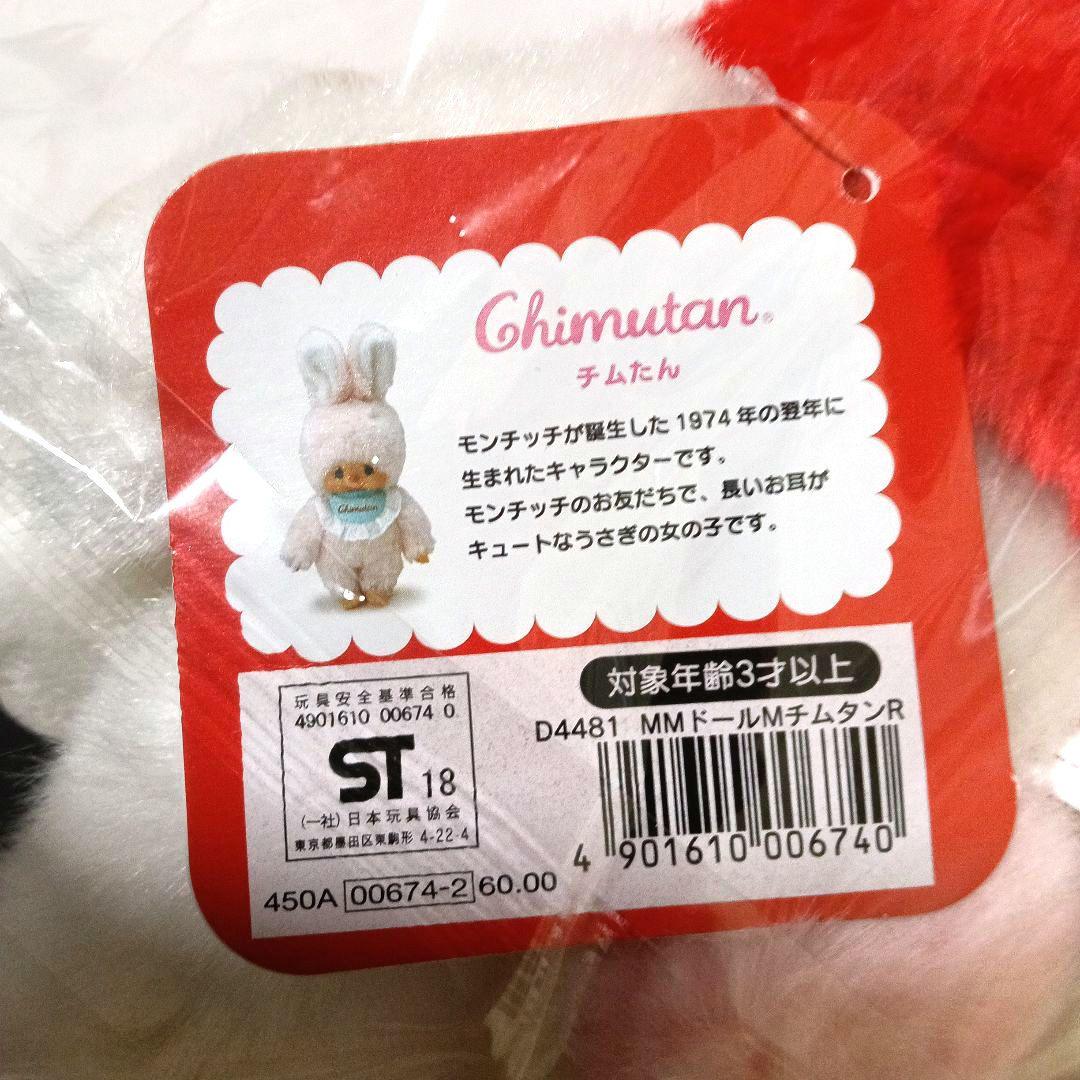 Chimutan®
チムたん
モンチッチが誕生した1974年の翌年に
生まれたキャラクターです。
モンチッチのお友だちで、長いお耳が
キュートなうさぎの女の子です。
Chimutan
対象年齢3才以上
D4481 MMドールMチムタンR
4 901610 006740
玩具安全基準合格
4901610 00674 0
ST 18
(一社)日本玩具協会
東京都墨田区東駒形 4-22-4
450A 00674-2 60.00